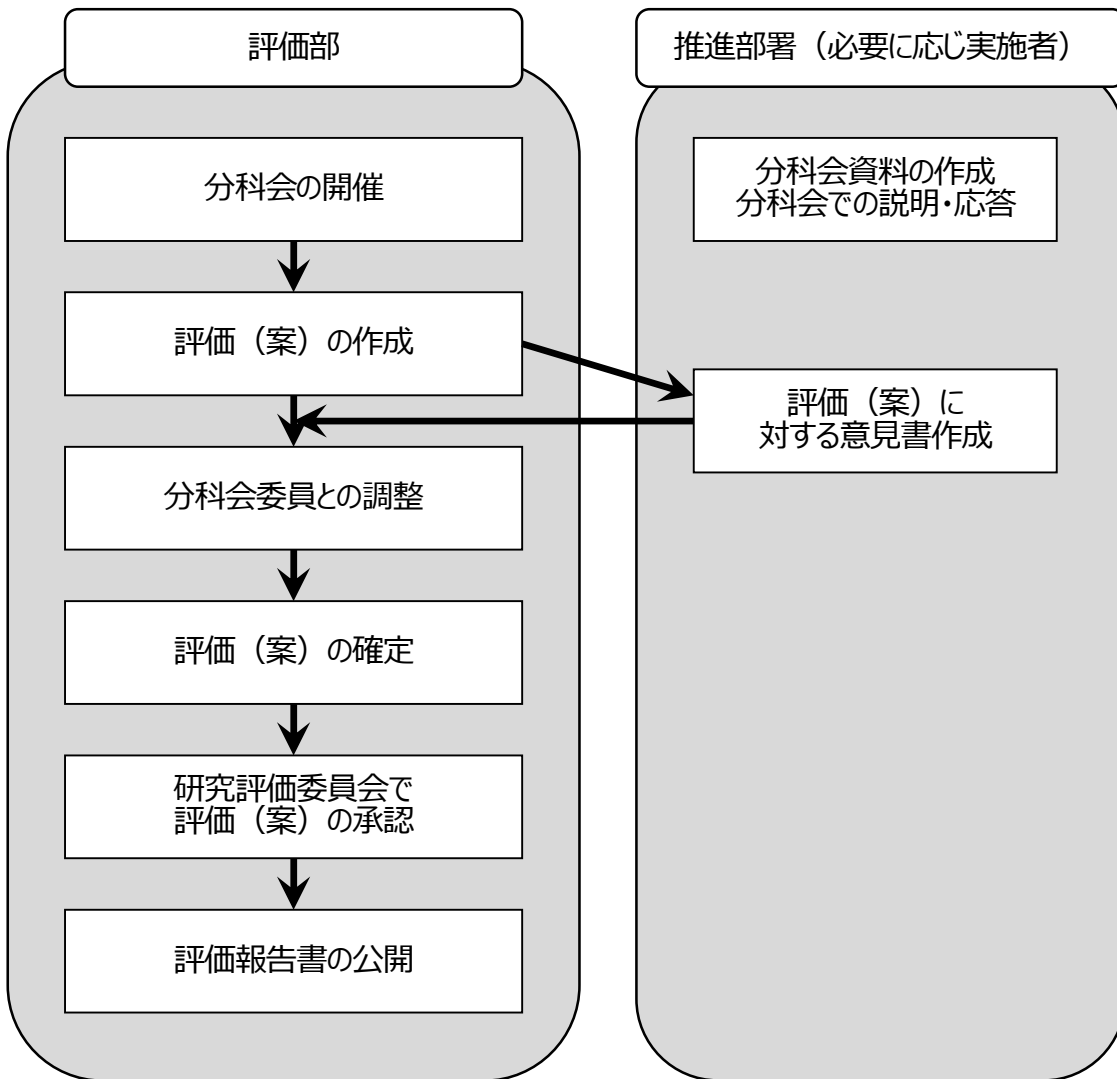 評価部
推進部署（必要に応じ実施者）
分科会の開催
分科会資料の作成
分科会での説明・応答
評価（案）の作成
評価（案）に
対する意見書作成
分科会委員との調整
評価（案）の確定
研究評価委員会で
評価（案）の承認
評価報告書の公開